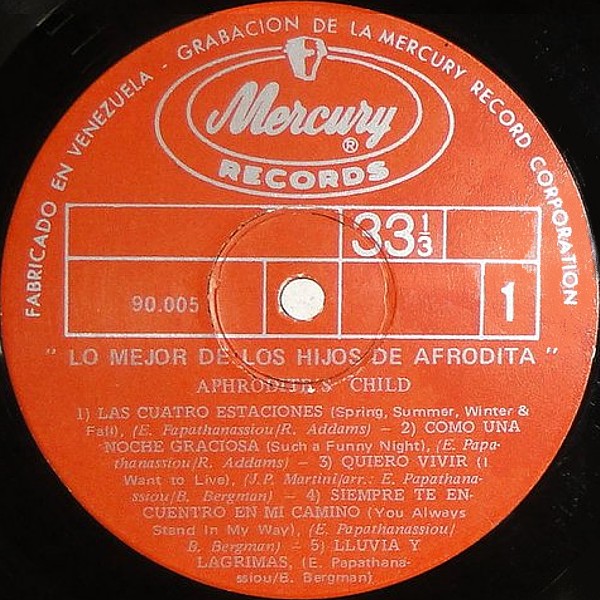 FABRICADO EN VENEZUELA - GRABACION DE LA MERCURY RECORD CORPORATION
Mercury ®
RECORDS
33 1/3
90.005
1
" LO MEJOR DE LOS HIJOS DE AFRODITA "
APHRODITE'S CHILD
1) LAS CUATRO ESTACIONES (Spring, Summer, Winter &
Fall), (E. Papathanassiou/R. Addams) – 2) COMO UNA
NOCHE GRACIOSA (Such a Funny Night), (E. Papa-
thanassiou/R. Addams) – 3) QUIERO VIVIR (I
Want to Live), (J.P. Martini/arr.: E. Papathana-
ssiou/B. Bergman) – 4) SIEMPRE TE EN-
CUENTRO EN MI CAMINO (You Always
Stand In My Way), (E. Papathanassiou/
B. Bergman) – 5) LLUVIA Y
LAGRIMAS, (E. Papathana-
ssiou/B. Bergman)